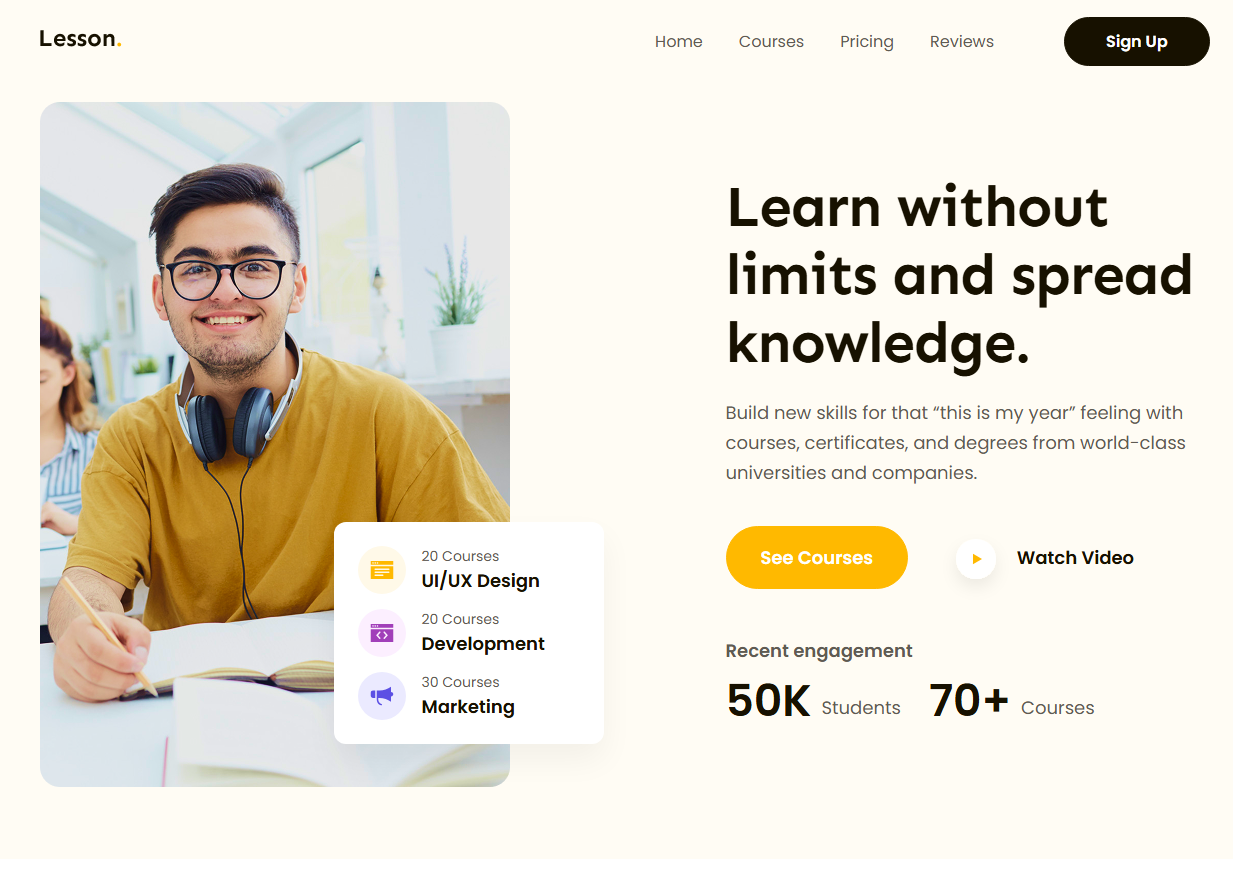 Lesson.
Home
Courses
Pricing
Reviews
Sign Up
Learn without
limits and spread
knowledge.
Build new skills for that “this is my year” feeling with
courses, certificates, and degrees from world-class
universities and companies.
See Courses
Watch Video
Recent engagement
50K Students
70+ Courses
20 Courses
UI/UX Design
20 Courses
Development
30 Courses
Marketing